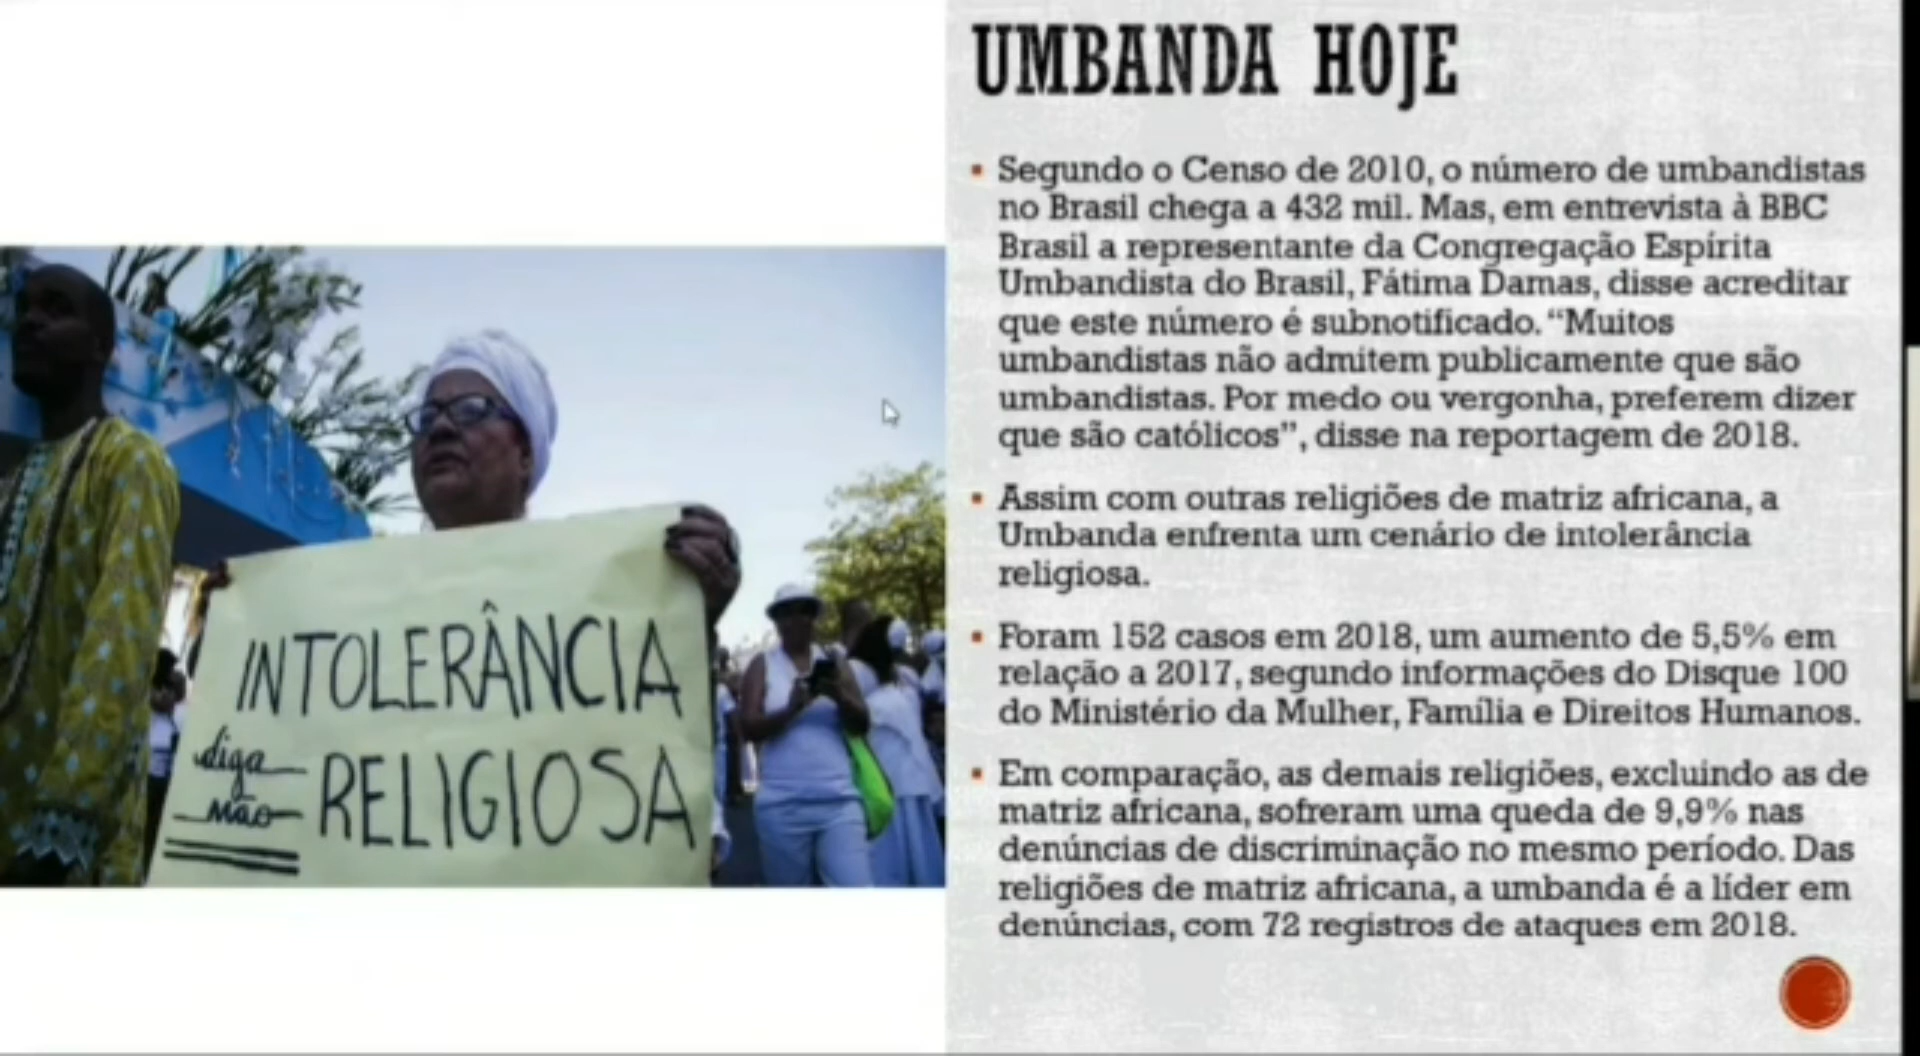 UMBANDA HOJE
Segundo o Censo de 2010, o número de umbandistas
no Brasil chega a 432 mil. Mas, em entrevista à BBC
Brasil a representante da Congregação Espírita
Umbandista do Brasil, Fátima Damas, disse acreditar
que este número é subnotificado. “Muitos
umbandistas não admitem publicamente que são
umbandistas. Por medo ou vergonha, preferem dizer
que são católicos”, disse na reportagem de 2018.
Assim com outras religiões de matriz africana, a
Umbanda enfrenta um cenário de intolerância
religiosa.
Foram 152 casos em 2018, um aumento de 5,5% em
relação a 2017, segundo informações do Disque 100
do Ministério da Mulher, Família e Direitos Humanos.
Em comparação, as demais religiões, excluindo as de
matriz africana, sofreram uma queda de 9,9% nas
denúncias de discriminação no mesmo período. Das
religiões de matriz africana, a umbanda é a líder em
denúncias, com 72 registros de ataques em 2018.
INTOLERÂNCIA
diga
não
RELIGIOSA